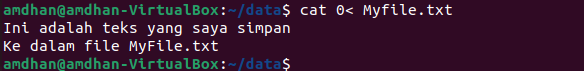 amdhan@amdhan-VirtualBox:~/data$ cat 0< Myfile.txt
Ini adalah teks yang saya simpan
Ke dalam file MyFile.txt
amdhan@amdhan-VirtualBox:~/data$